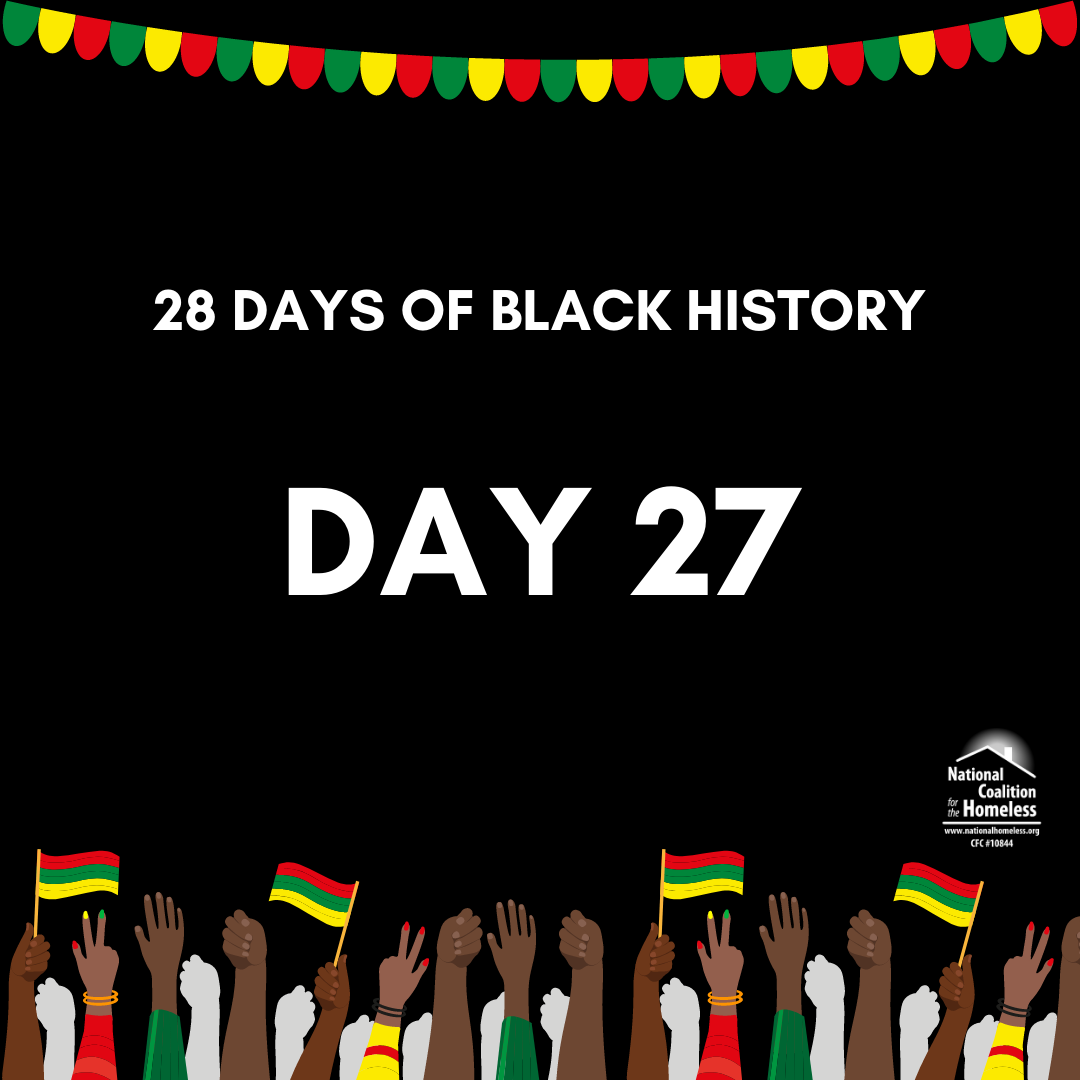 28 DAYS OF BLACK HISTORY
DAY 27
National
Coalition
for the Homeless
www.nationalhomeless.org
CFC #10844